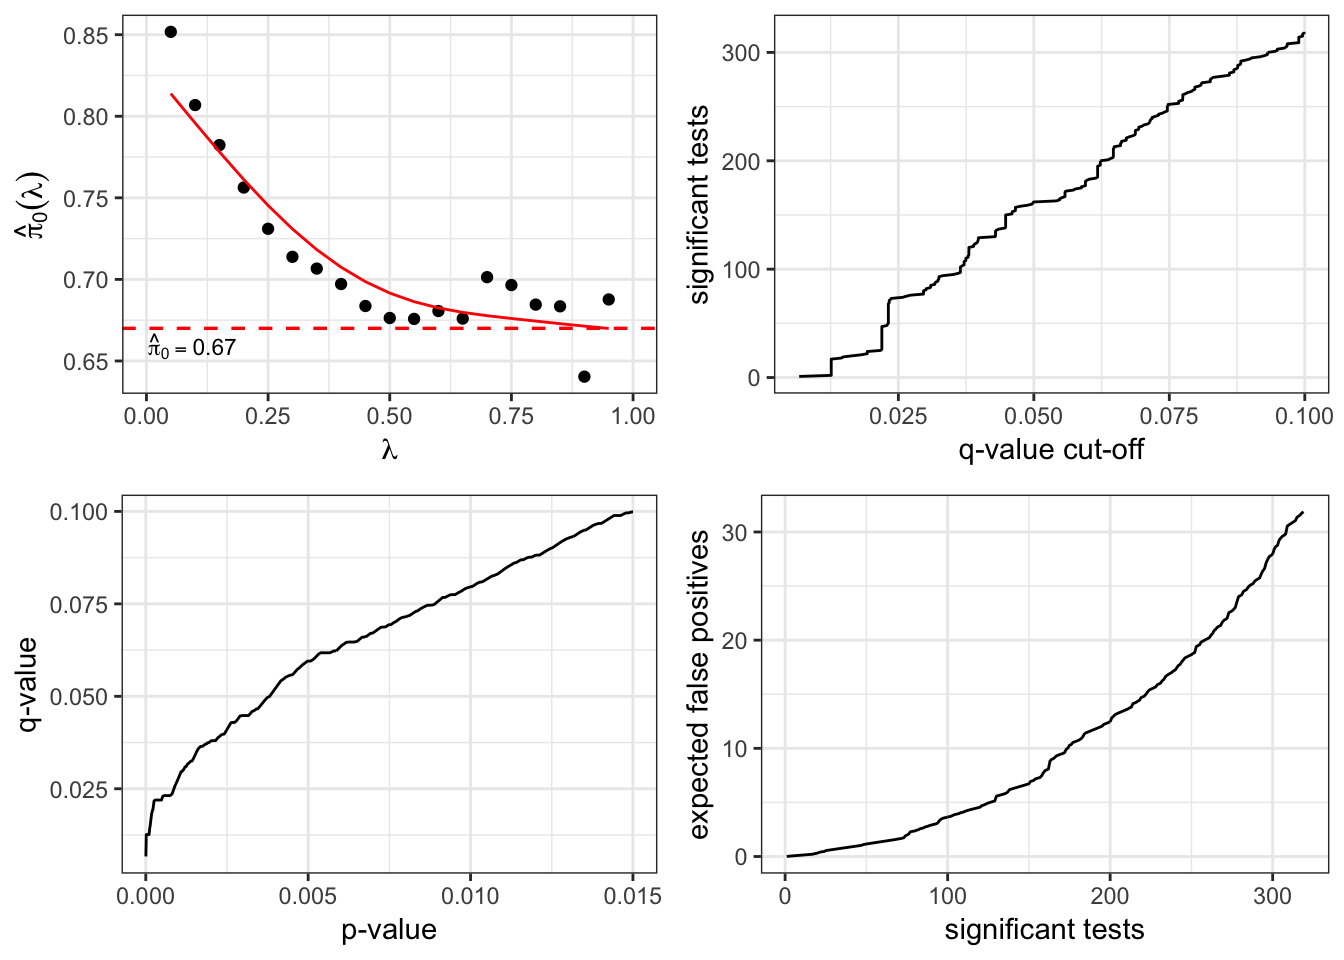 0.85
0.80
0.75
0.70
0.65
π̂₀(λ)
π̂₀ = 0.67
0.00 0.25 0.50 0.75 1.00
λ
300
200
100
0
significant tests
0.025 0.050 0.075 0.100
q-value cut-off
0.100
0.075
0.050
0.025
q-value
0.000 0.005 0.010 0.015
p-value
30
20
10
0
expected false positives
0 100 200 300
significant tests